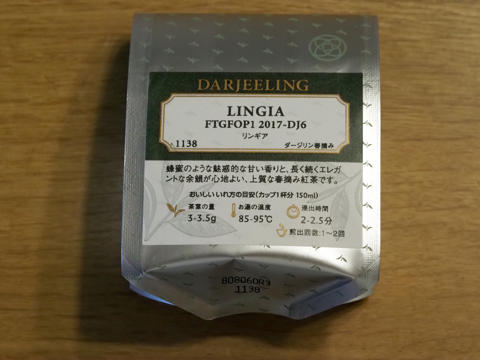 DARJEELING
LINGIA
FTGFOP1 2017-DJ6
リンギア
1138 ダージリン春摘み
蜂蜜のような魅惑的な甘い香りと、長く続くエレガ
ントな余韻が心地よい、上質な春摘み紅茶です。
おいしいいれ方の目安(カップ1杯分 150ml)
茶葉の量 お湯の温度 浸出時間
3-3.5g 85-95℃ 2-2.5分
煎出回数:1〜2回
808060R3
1138